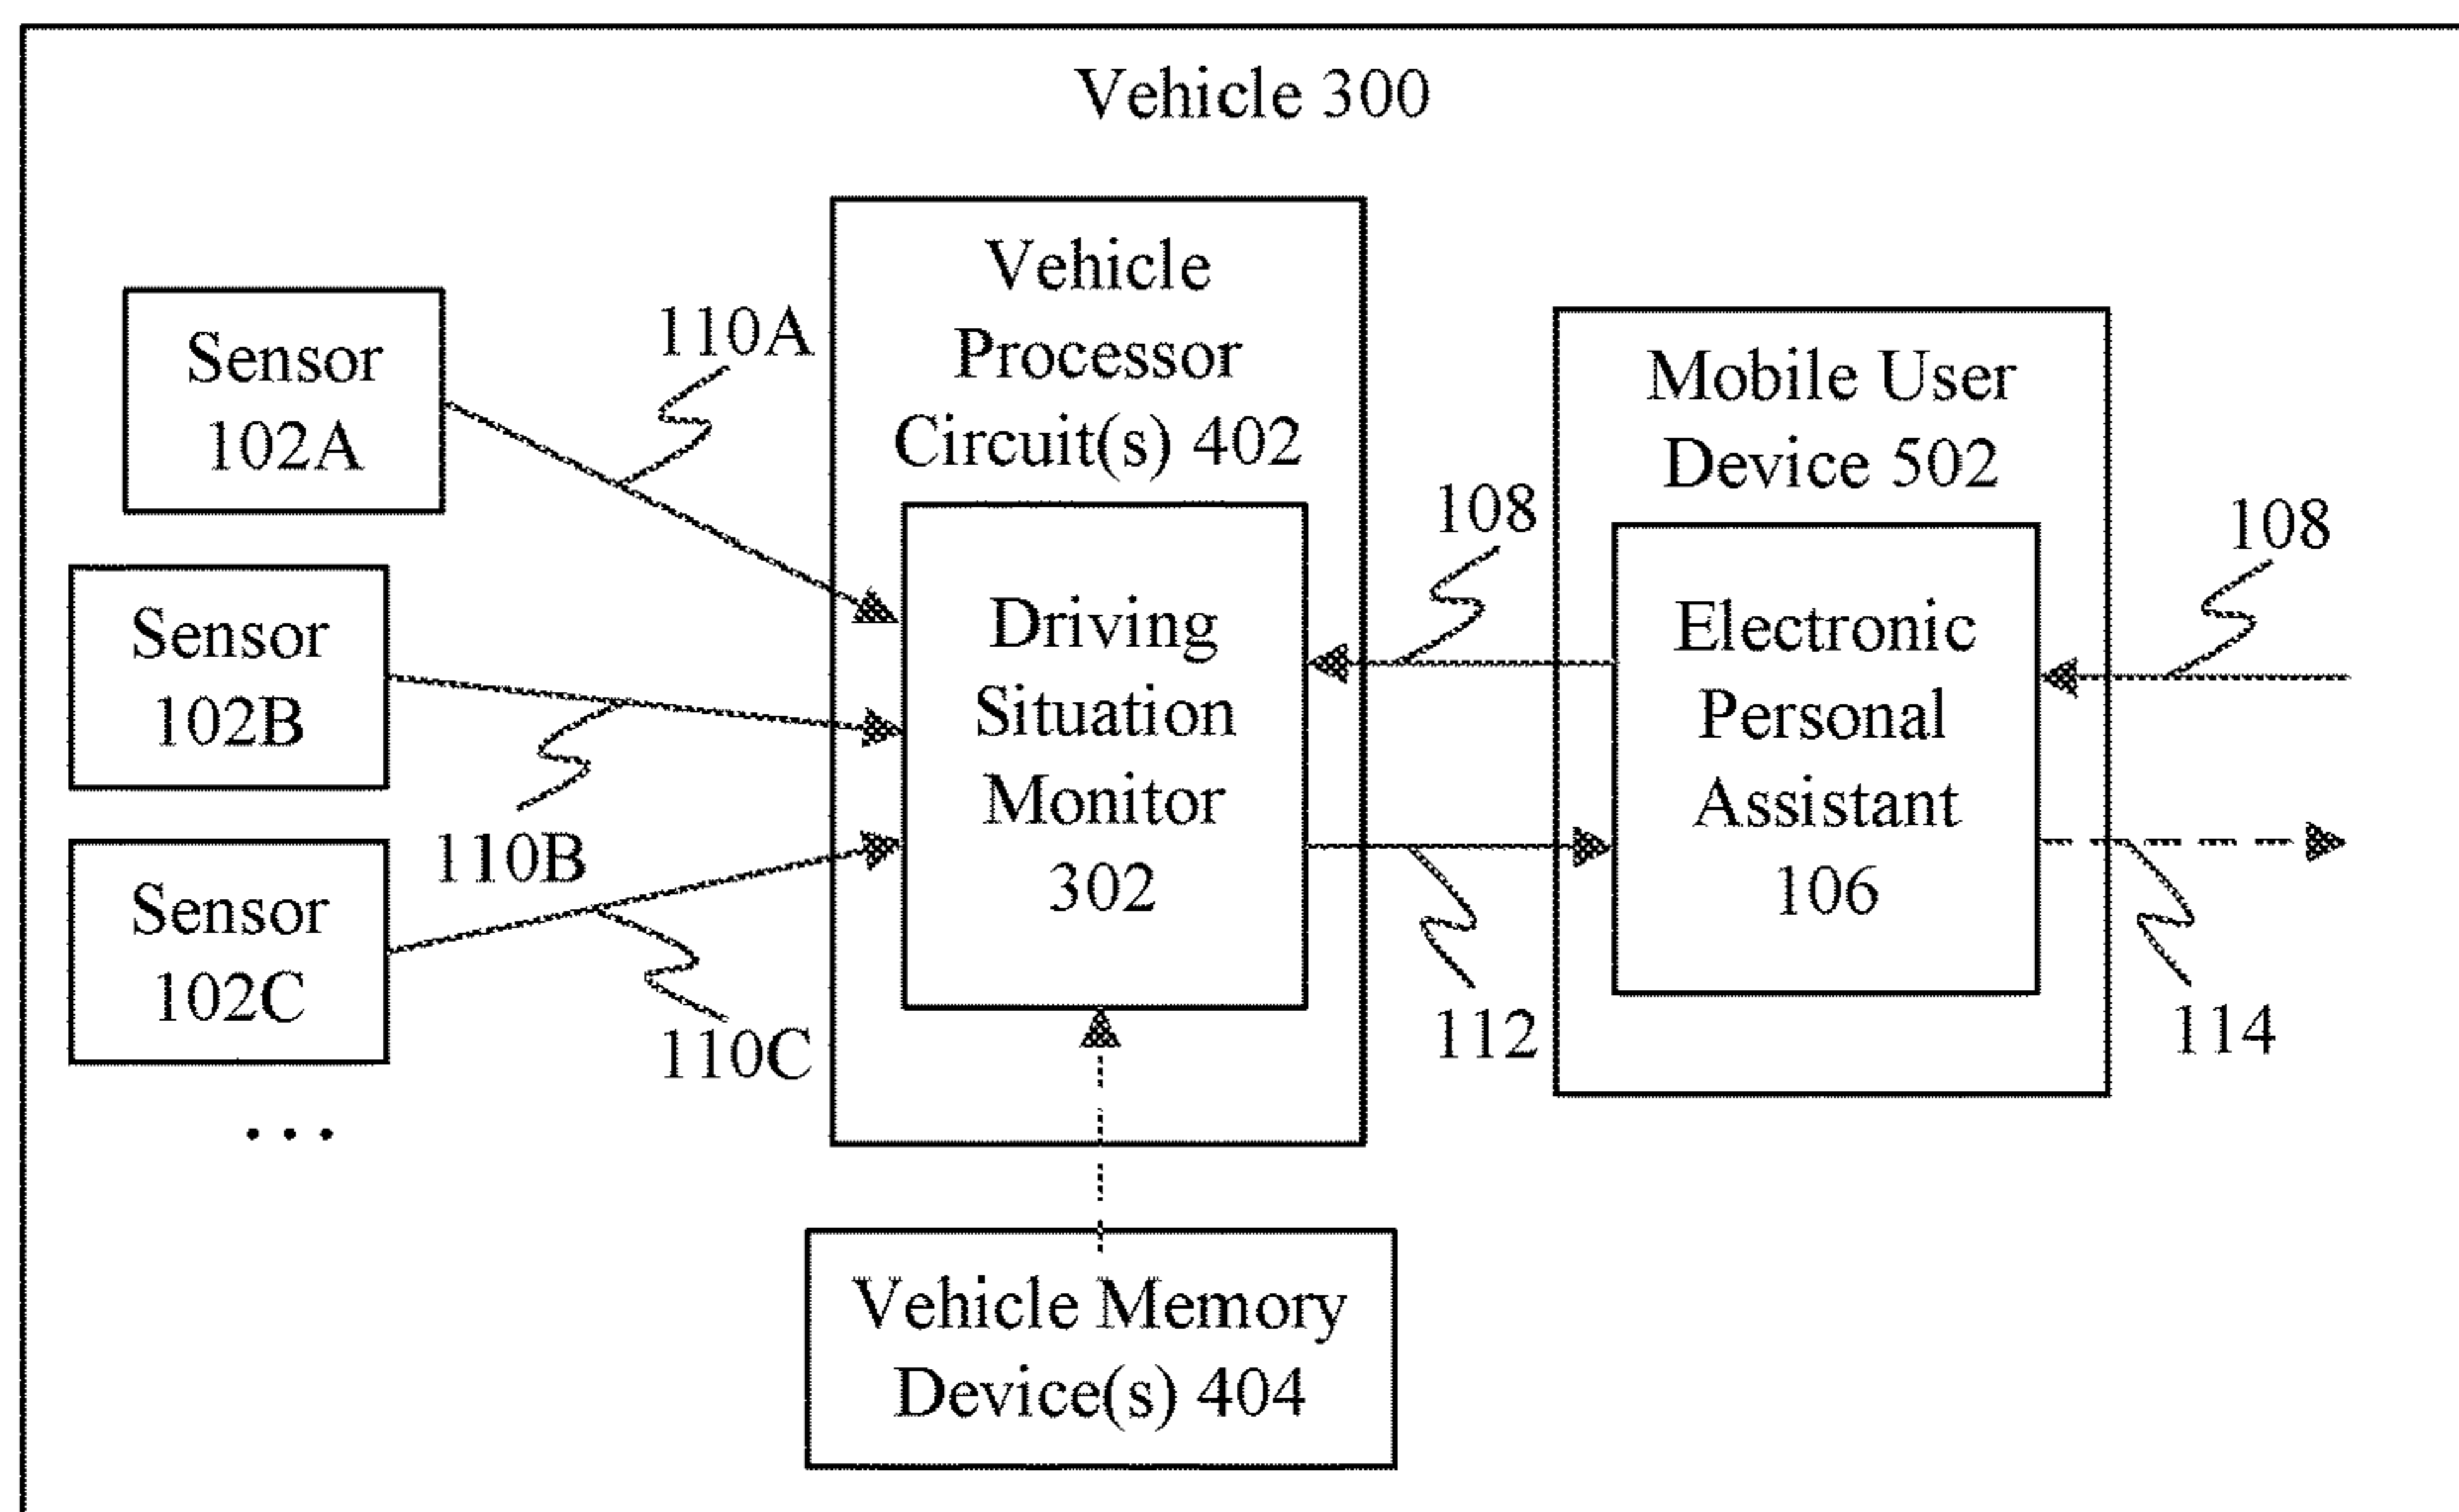 Vehicle 300
Sensor
102A
110A
Vehicle
Processor
Circuit(s) 402
Mobile User
Device 502
108
108
Sensor
102B
110B
Driving
Situation
Monitor
302
Electronic
Personal
Assistant
106
Sensor
102C
110C
112
114
...
Vehicle Memory
Device(s) 404